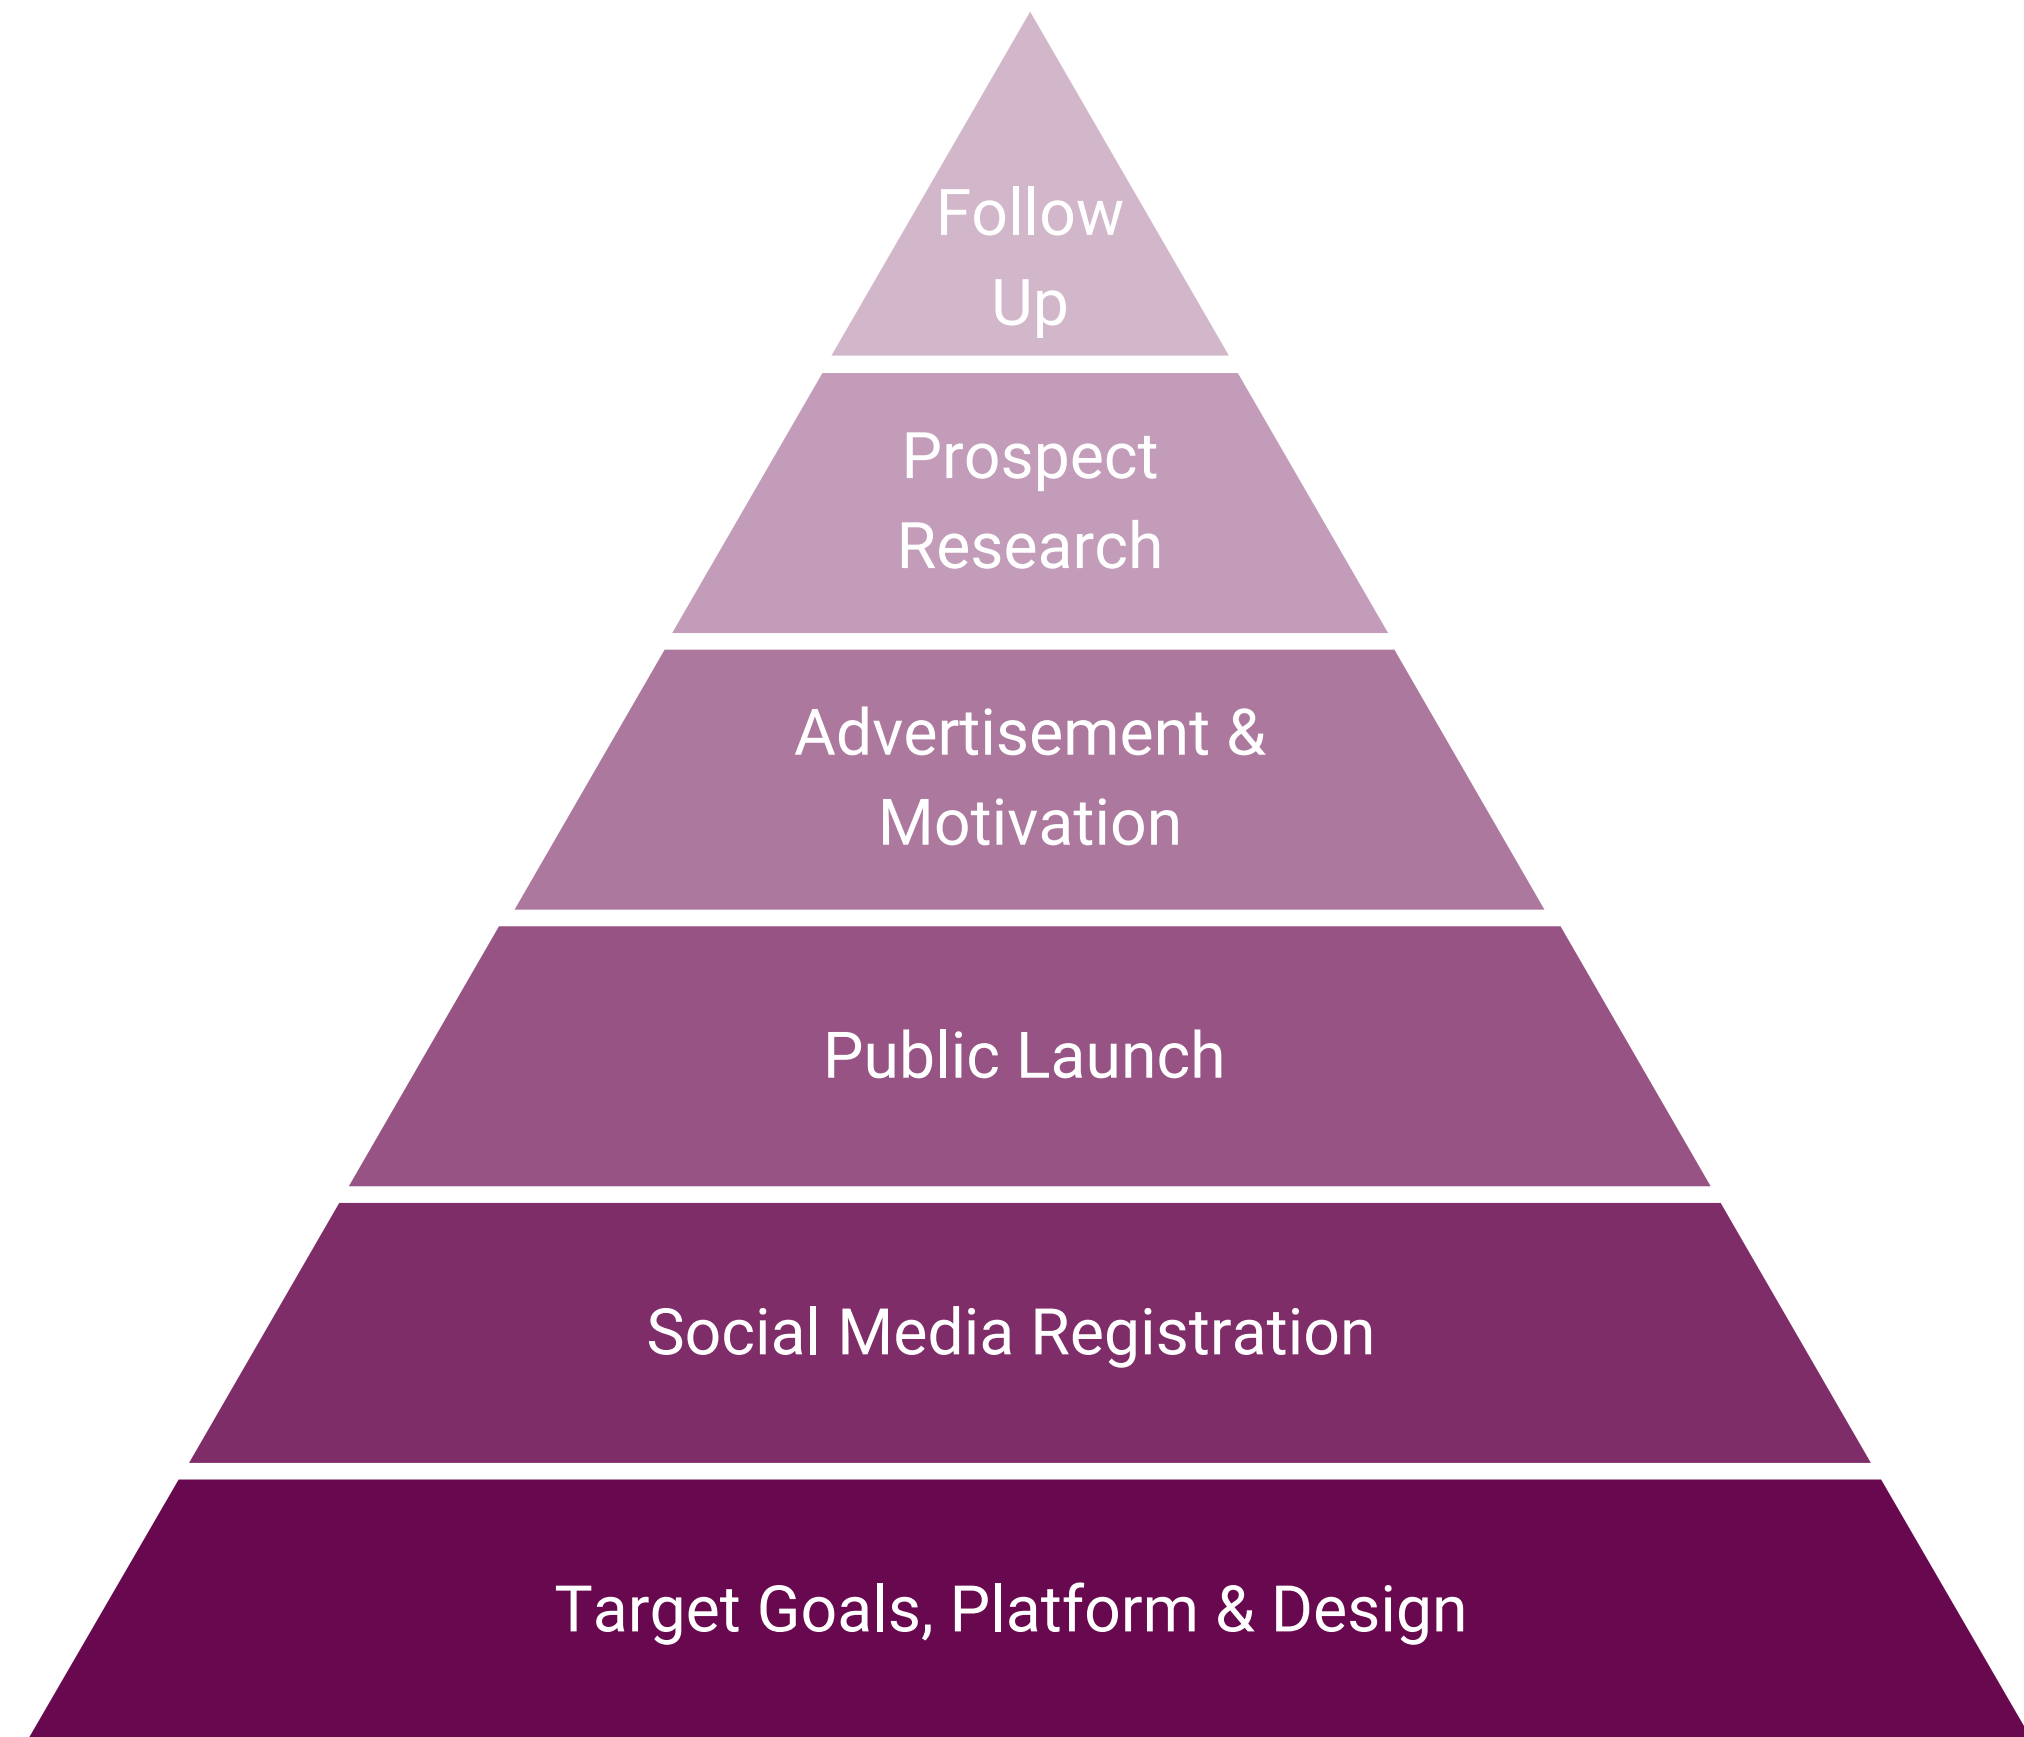 Follow
Up
Prospect
Research
Advertisement &
Motivation
Public Launch
Social Media Registration
Target Goals, Platform & Design